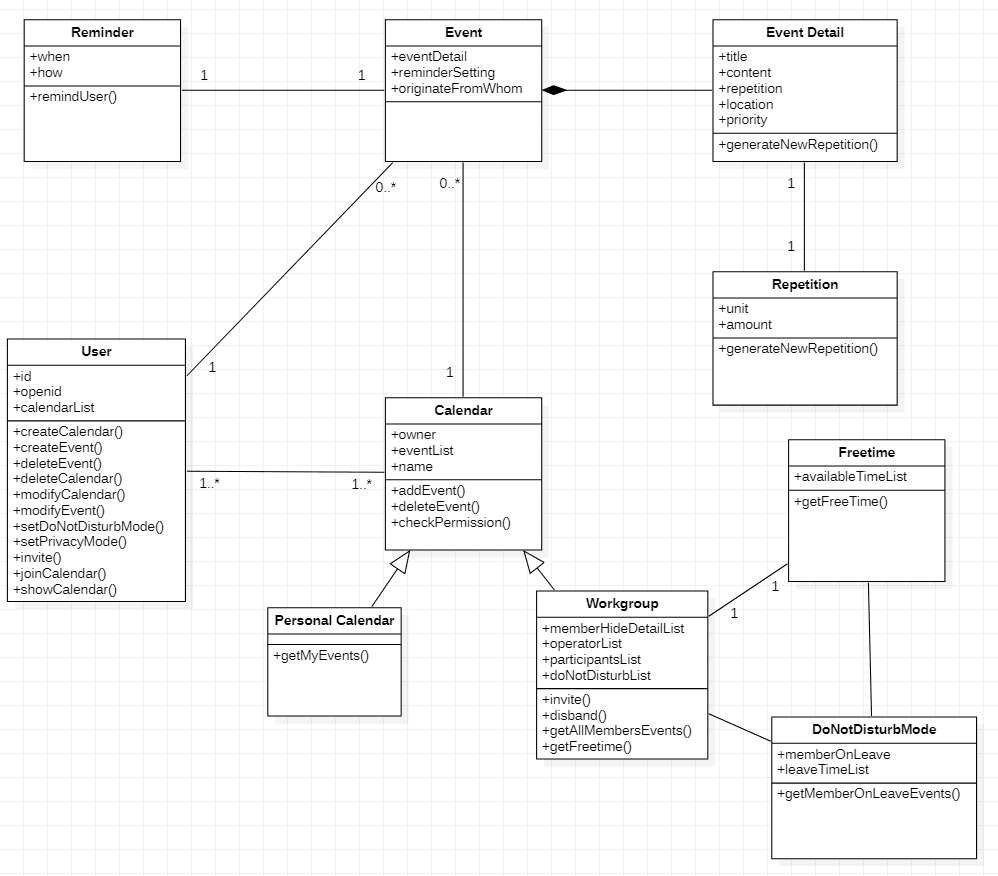 Reminder
+when
+how
+remindUser()
1
1
Event
+eventDetail
+reminderSetting
+originateFromWhom
Event Detail
+title
+content
+repetition
+location
+priority
+generateNewRepetition()
0..*
0..*
1
1
Repetition
+unit
+amount
+generateNewRepetition()
User
+id
+openid
+calendarList
+createCalendar()
+createEvent()
+deleteEvent()
+deleteCalendar()
+modifyCalendar()
+modifyEvent()
+setDoNotDisturbMode()
+setPrivacyMode()
+invite()
+joinCalendar()
+showCalendar()
1
1
1..*
1..*
Calendar
+owner
+eventList
+name
+addEvent()
+deleteEvent()
+checkPermission()
Freetime
+availableTimeList
+getFreeTime()
Personal Calendar
+getMyEvents()
Workgroup
+memberHideDetailList
+operatorList
+participantsList
+doNotDisturbList
+invite()
+disband()
+getAllMembersEvents()
+getFreetime()
1
1
DoNotDisturbMode
+memberOnLeave
+leaveTimeList
+getMemberOnLeaveEvents()